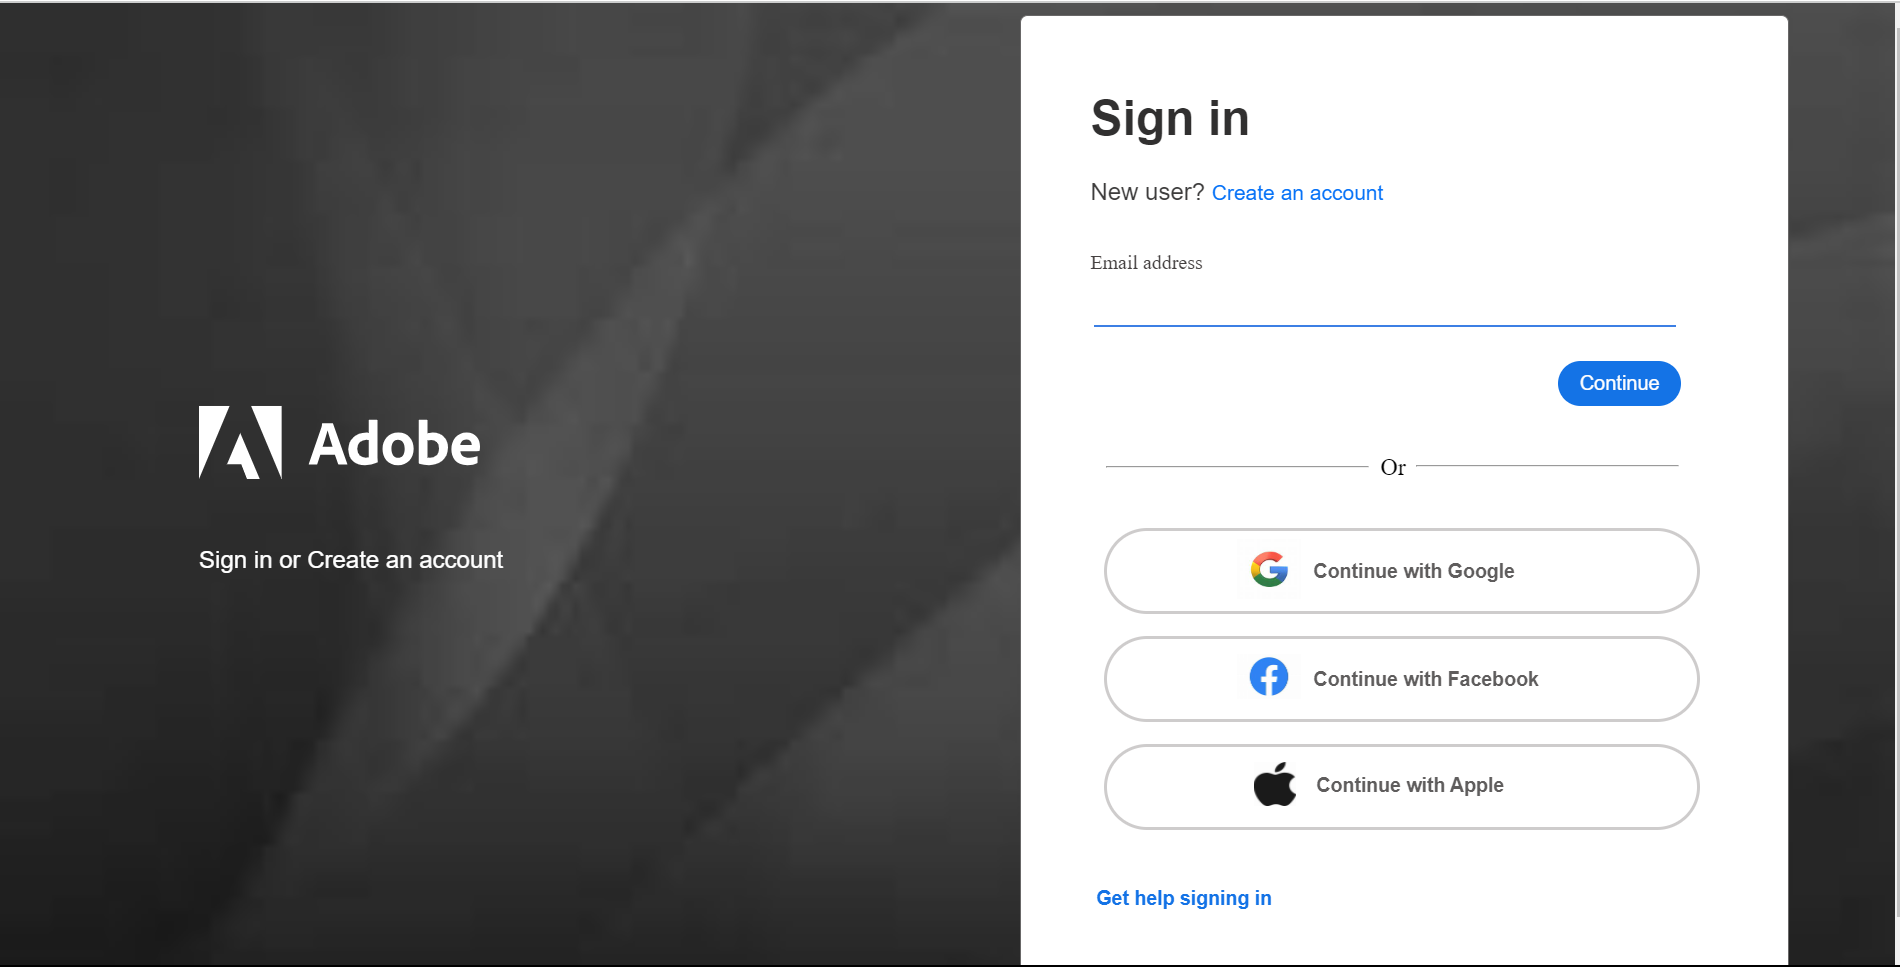 Adobe
Sign in or Create an account
Sign in
New user? Create an account
Email address
Continue
Or
Continue with Google
Continue with Facebook
Continue with Apple
Get help signing in